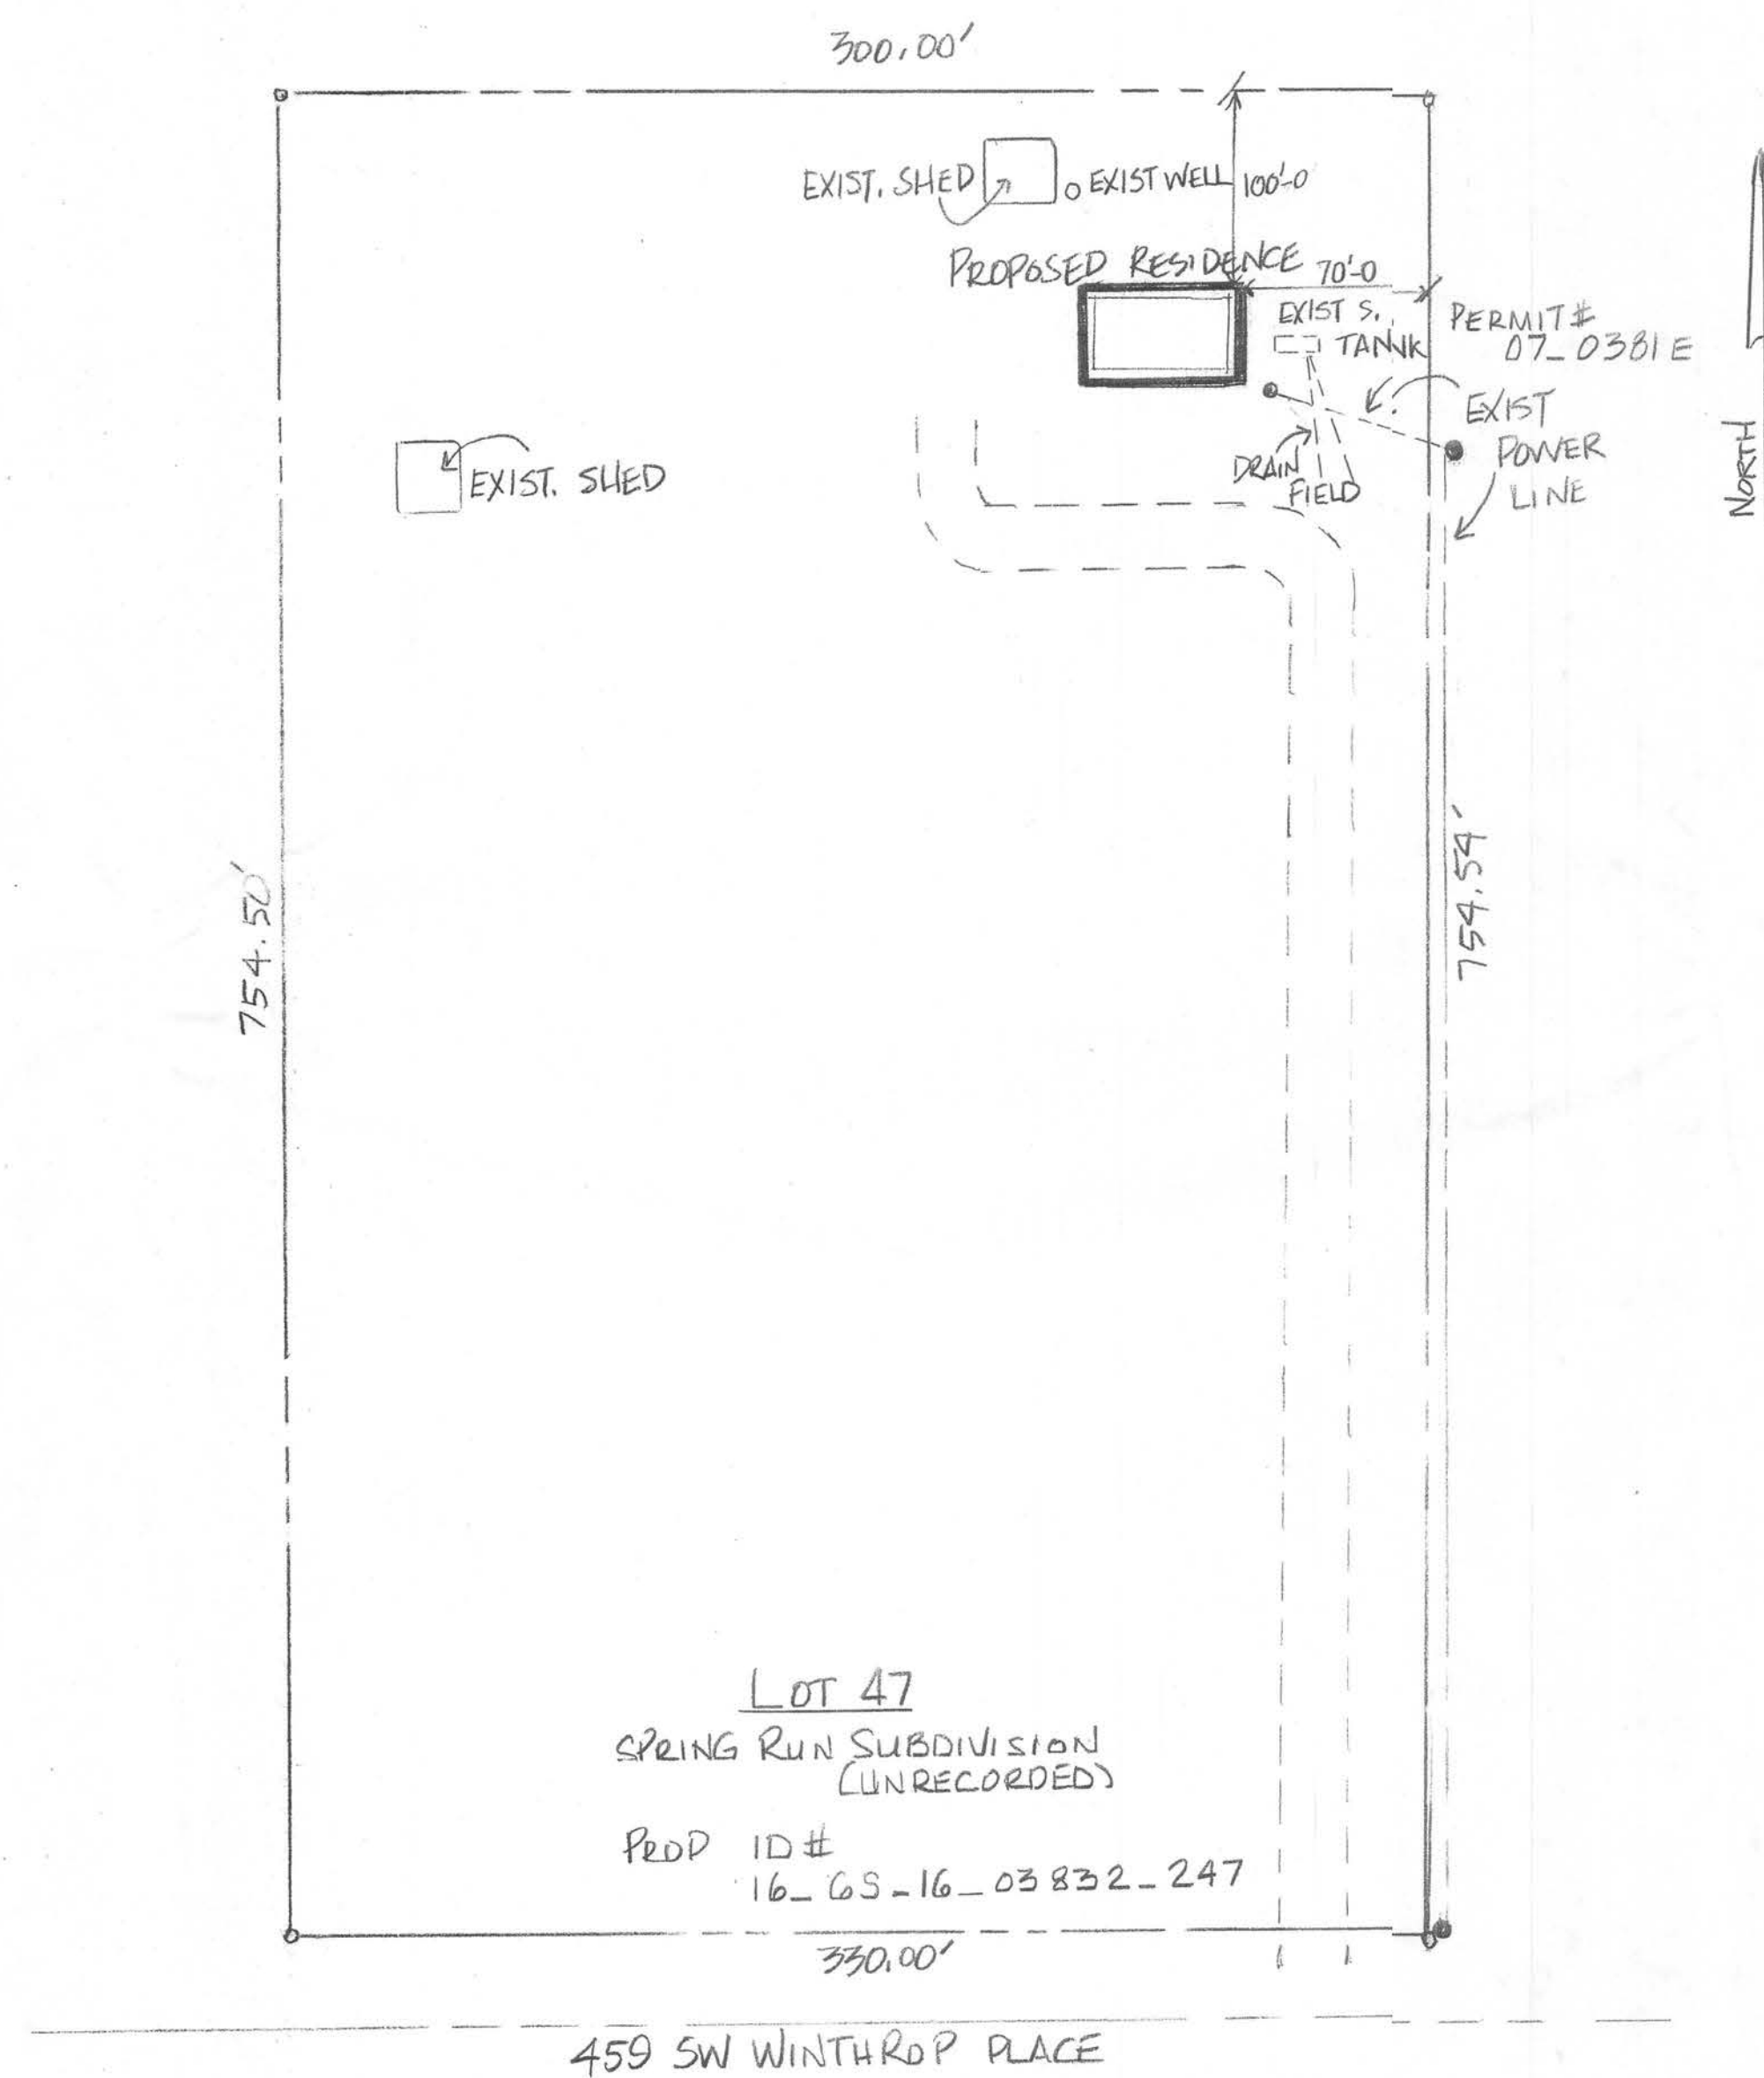 300.00'
EXIST. SHED
EXIST WELL
100'-0
PROPOSED RESIDENCE
70'-0
EXIST S.
TANK
PERMIT #
07_0381E
EXIST
POWER
LINE
NORTH
DRAIN
FIELD
EXIST. SHED
754.50'
754.54'
LOT 47
SPRING RUN SUBDIVISION
(UNRECORDED)
PROP ID #
16_6S-16_03832_247
330.00'
459 SW WINTHROP PLACE